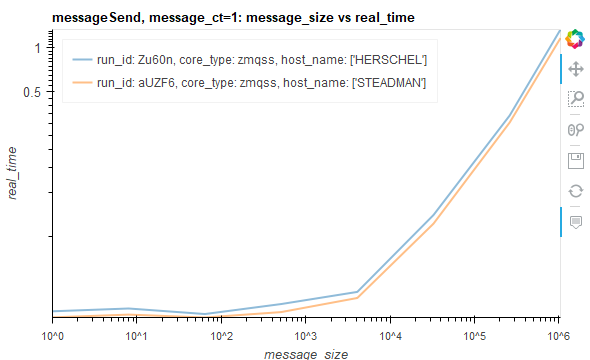 messageSend, message_ct=1: message_size vs real_time
run_id: Zu60n, core_type: zmqss, host_name: ['HERSCHEL']
run_id: aUZF6, core_type: zmqss, host_name: ['STEADMAN']
1
0.5
real_time
10^0 10^1 10^2 10^3 10^4 10^5 10^6
message_size